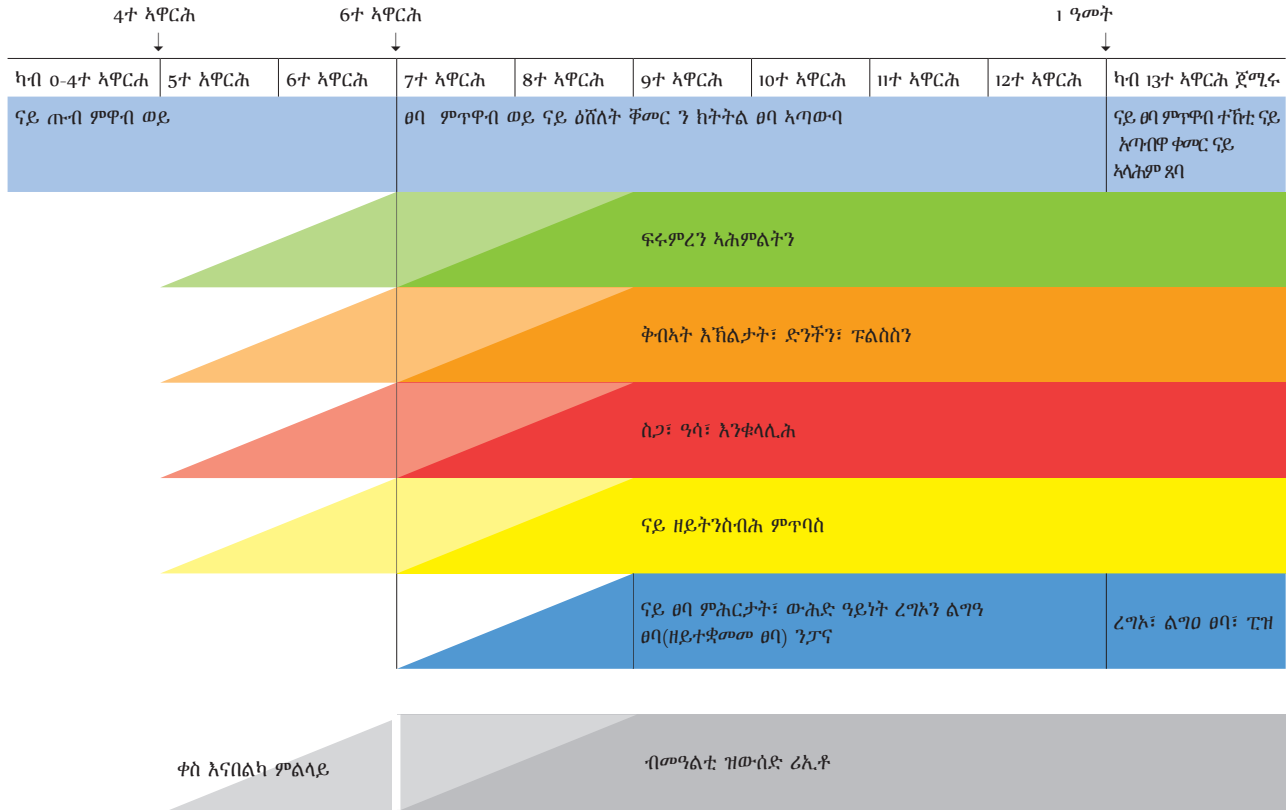 4ተ ኣዋርሕ
6ተ ኣዋርሕ
1 ዓመት
ካብ 0-4ተ ኣዋርሐ
5ተ አዋርሕ
6ተ ኣዋርሕ
7ተ ኣዋርሕ
8ተ ኣዋርሕ
9ተ ኣዋርሕ
10ተ ኣዋርሕ
11ተ ኣዋርሕ
12ተ ኣዋርሕ
ካብ 13ተ ኣዋርሕ ጀሚሩ
ናይ ጡብ ምዋብ ወይ
ፀባ ምጥዋብ ወይ ናይ ዕሸለት ቐመር ን ክትትል ፀባ ኣጣውባ
ናይ ፀባ ምጥዋብ ተኸቲ ናይ
አጣብዋ ቀመር ናይ
ኣላሕም ጸባ
ፍሩምረን ኣሕምልትን
ቅብኣት እኽልታት፣ ድንችን፣ ፑልስስን
ስጋ፣ ዓሳ፣ እንቁላሊሕ
ናይ ዘይትንስብሕ ምጥባስ
ናይ ፀባ ምሕርታት፣ ውሕድ ዓይነት ረግኦን ልግዓ
ፀባ(ዘይተቋመመ ፀባ) ንፓና
ረግኦ፣ ልግዐ ፀባ፣ ፒዝ
ቀስ እናበልካ ምልላይ
ብመዓልቲ ዝውሰድ ሪኢቶ